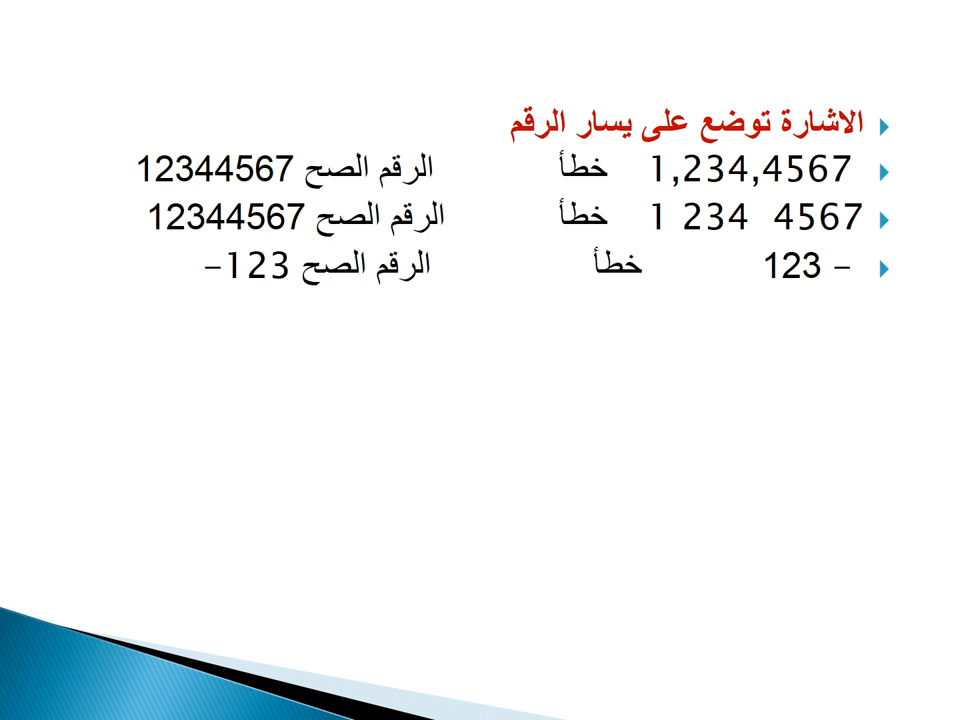 الاشارة توضع على يسار الرقم
1,234,4567 خطأ الرقم الصح 12344567
1 234 4567 خطأ الرقم الصح 12344567
123 – خطأ الرقم الصح 123–